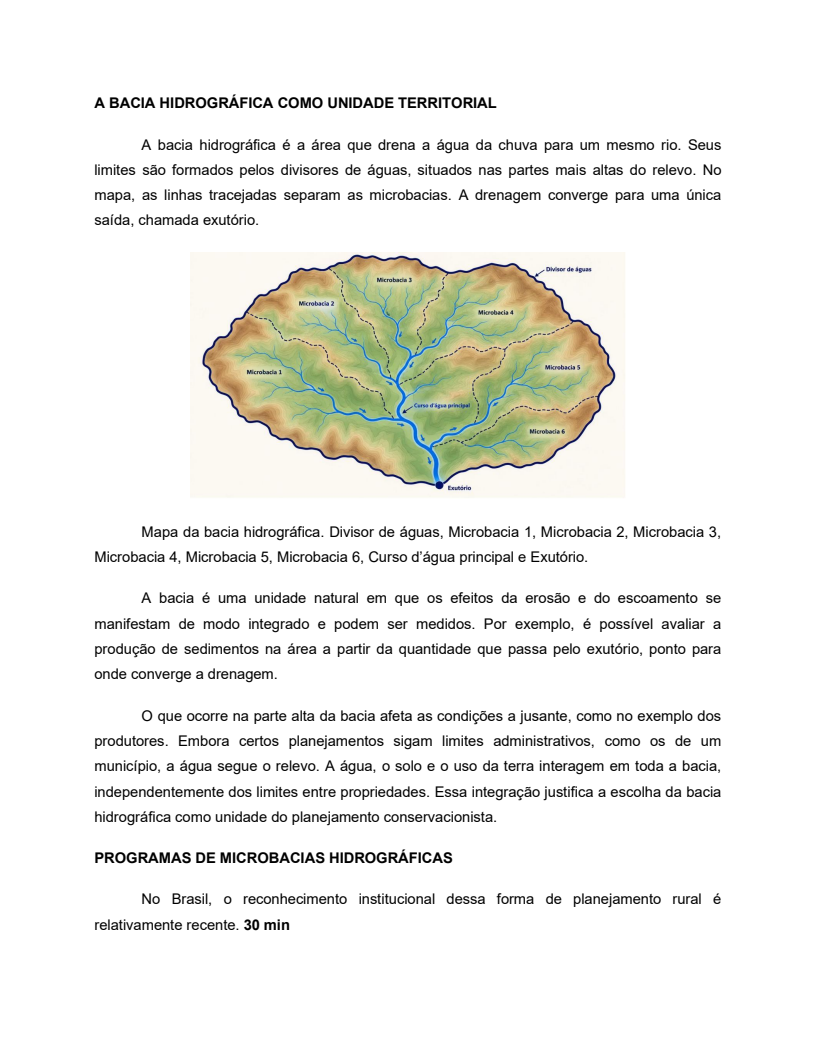 A BACIA HIDROGRÁFICA COMO UNIDADE TERRITORIAL
A bacia hidrográfica é a área que drena a água da chuva para um mesmo rio. Seus
limites são formados pelos divisores de águas, situados nas partes mais altas do relevo. No
mapa, as linhas tracejadas separam as microbacias. A drenagem converge para uma única
saída, chamada exutório.
Divisor de águas
Microbacia 3
Microbacia 2
Microbacia 4
Microbacia 5
Microbacia 1
Curso d'água principal
Microbacia 6
Exutório
Mapa da bacia hidrográfica. Divisor de águas, Microbacia 1, Microbacia 2, Microbacia 3,
Microbacia 4, Microbacia 5, Microbacia 6, Curso d’água principal e Exutório.
A bacia é uma unidade natural em que os efeitos da erosão e do escoamento se
manifestam de modo integrado e podem ser medidos. Por exemplo, é possível avaliar a
produção de sedimentos na área a partir da quantidade que passa pelo exutório, ponto para
onde converge a drenagem.
O que ocorre na parte alta da bacia afeta as condições a jusante, como no exemplo dos
produtores. Embora certos planejamentos sigam limites administrativos, como os de um
município, a água segue o relevo. A água, o solo e o uso da terra interagem em toda a bacia,
independentemente dos limites entre propriedades. Essa integração justifica a escolha da bacia
hidrográfica como unidade do planejamento conservacionista.
PROGRAMAS DE MICROBACIAS HIDROGRÁFICAS
No Brasil, o reconhecimento institucional dessa forma de planejamento rural é
relativamente recente. 30 min